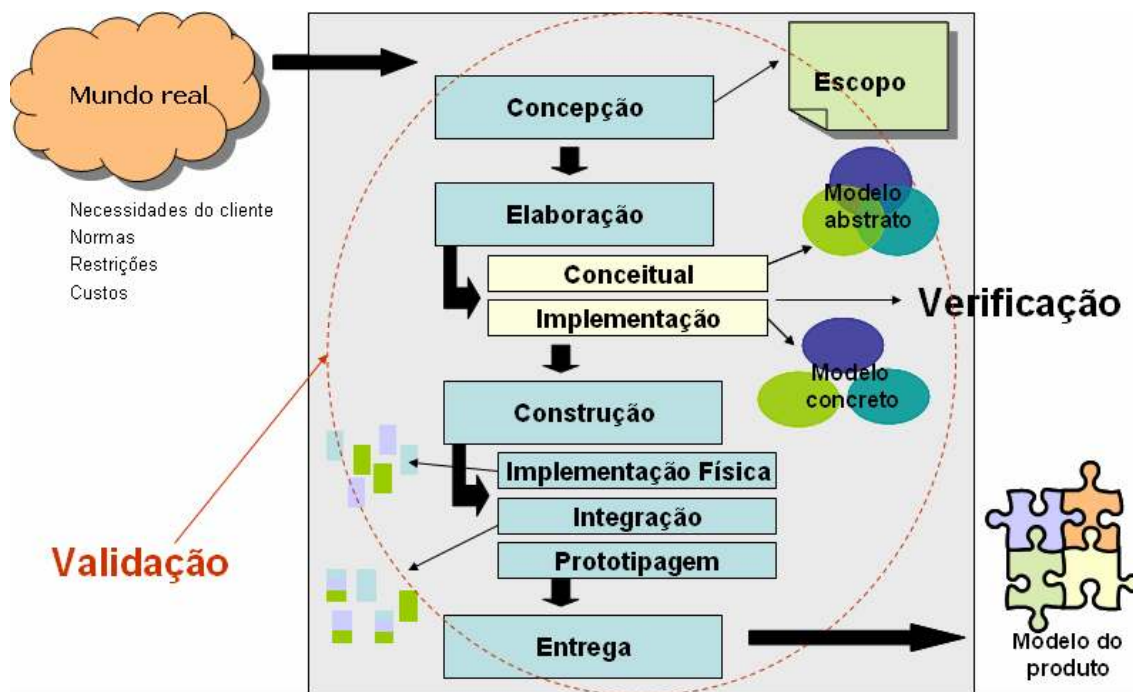 Mundo real
Necessidades do cliente
Normas
Restrições
Custos
Concepção
Escopo
Elaboração
Modelo
abstrato
Conceitual
Implementação
Verificação
Modelo
concreto
Construção
Implementação Física
Integração
Prototipagem
Validação
Entrega
Modelo do
produto